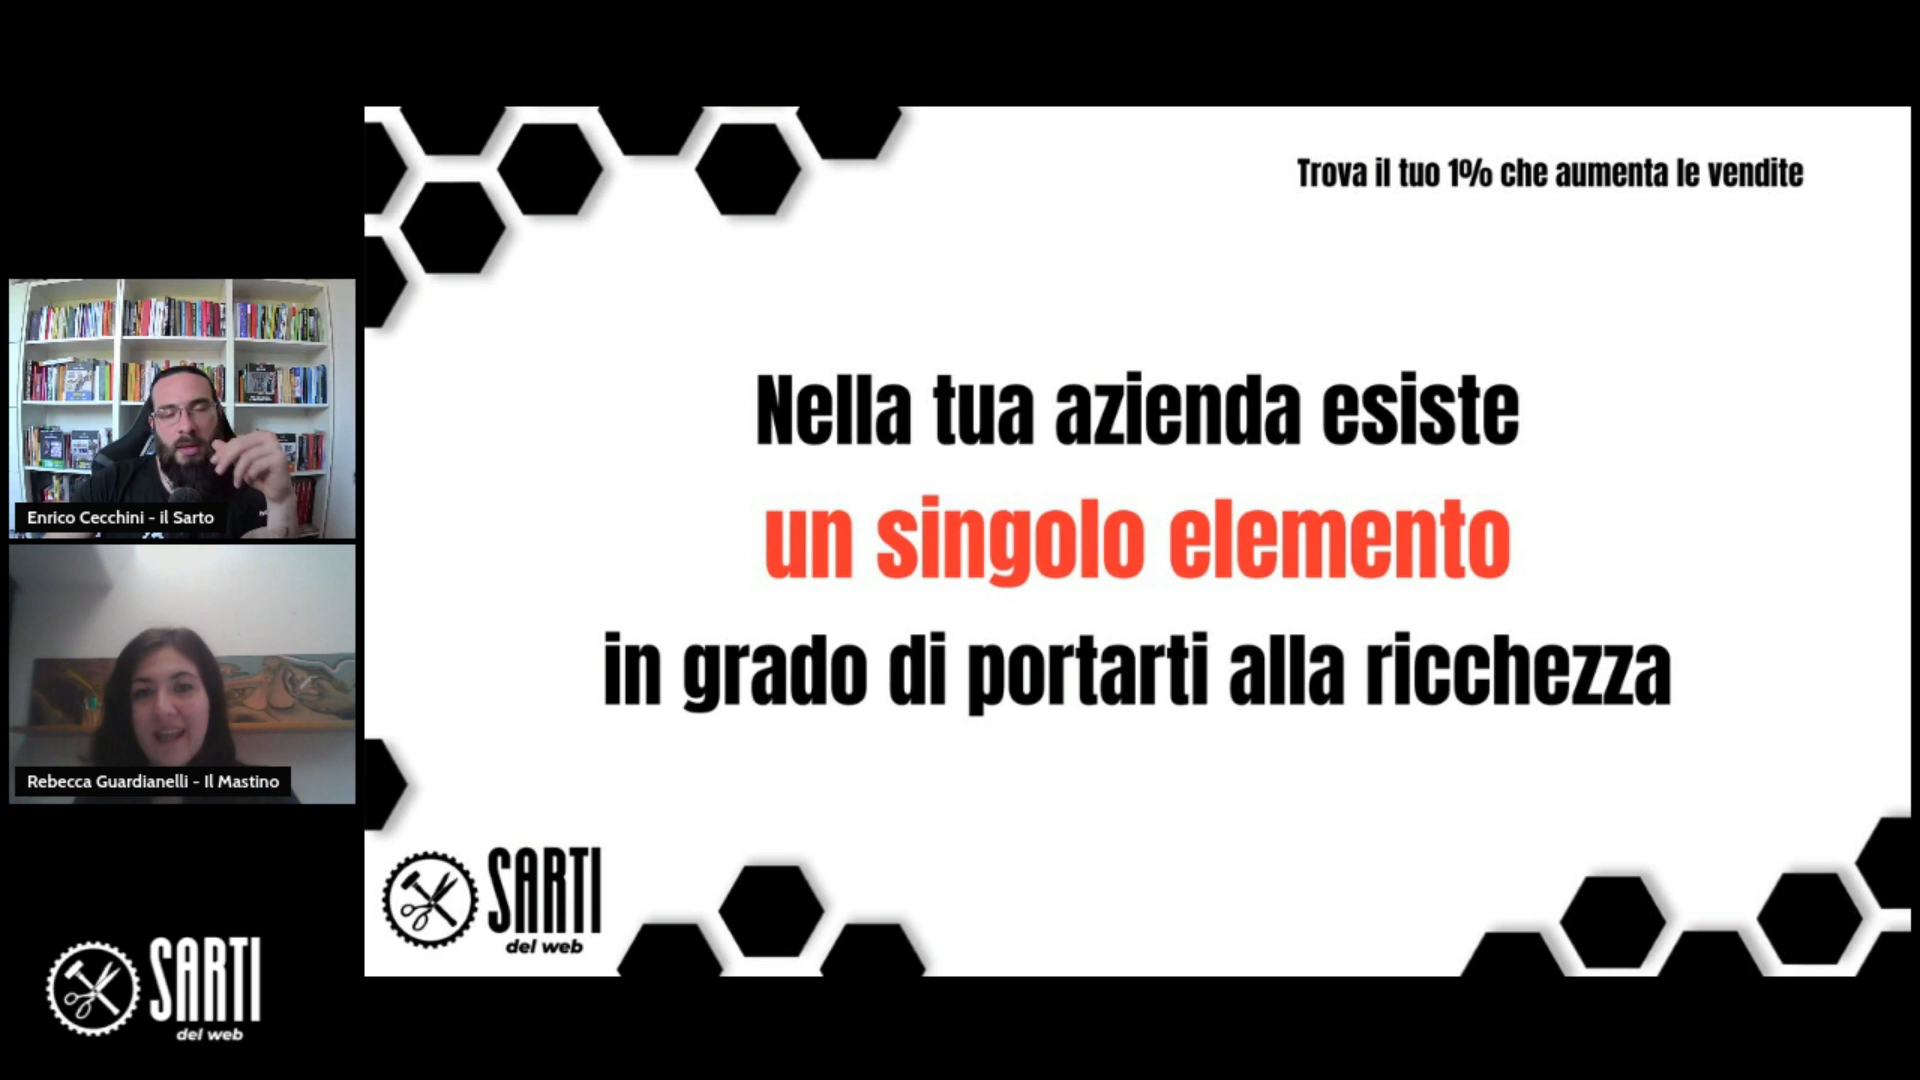 Trova il tuo 1% che aumenta le vendite
Nella tua azienda esiste
un singolo elemento
in grado di portarti alla ricchezza
Enrico Cecchini - il Sarto
Rebecca Guardianelli - Il Mastino
SARTI
del web
SARTI
del web